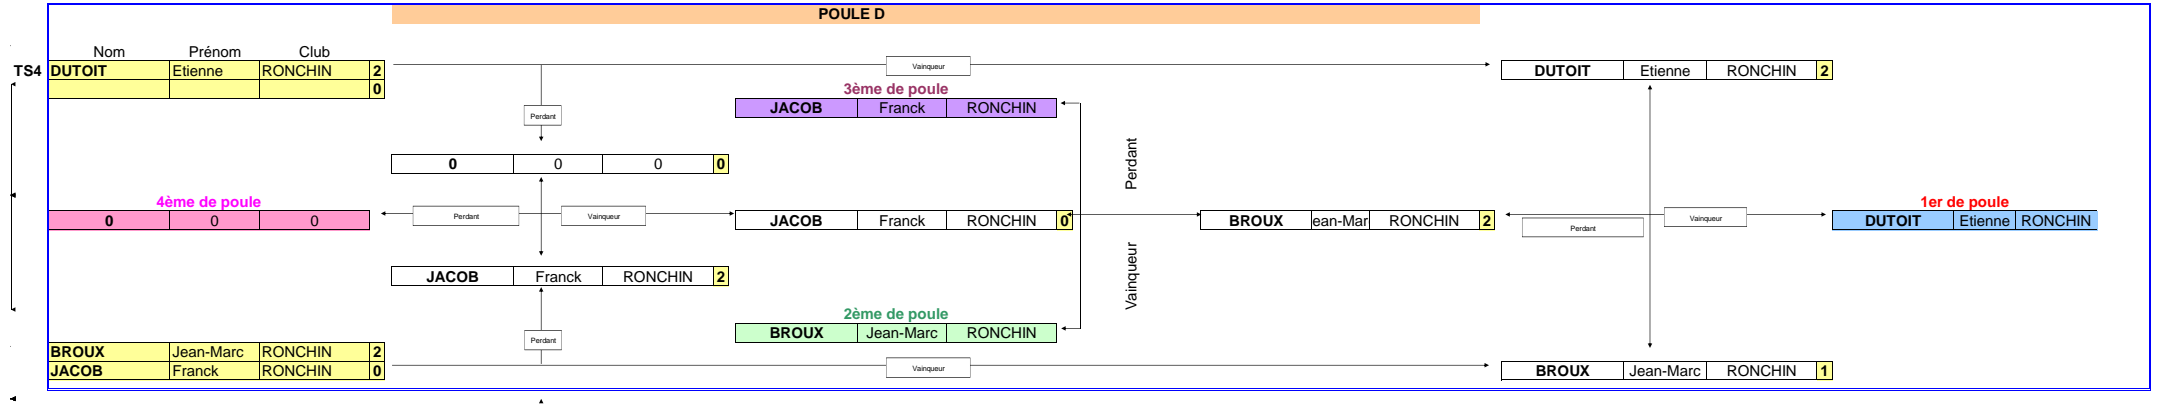 POULE D
Nom Prénom Club
TS4 DUTOIT Etienne RONCHIN 2
0
Vainqueur
DUTOIT Etienne RONCHIN 2
3ème de poule
JACOB Franck RONCHIN
Perdant
Perdant
0 0 0 0
4ème de poule
0 0 0
Perdant
Vainqueur
JACOB Franck RONCHIN 0
BROUX ean-Mar RONCHIN 2
Perdant
Vainqueur
1er de poule
DUTOIT Etienne RONCHIN
Vainqueur
JACOB Franck RONCHIN 2
2ème de poule
BROUX Jean-Marc RONCHIN
Perdant
BROUX Jean-Marc RONCHIN 2
JACOB Franck RONCHIN 0
Vainqueur
BROUX Jean-Marc RONCHIN 1